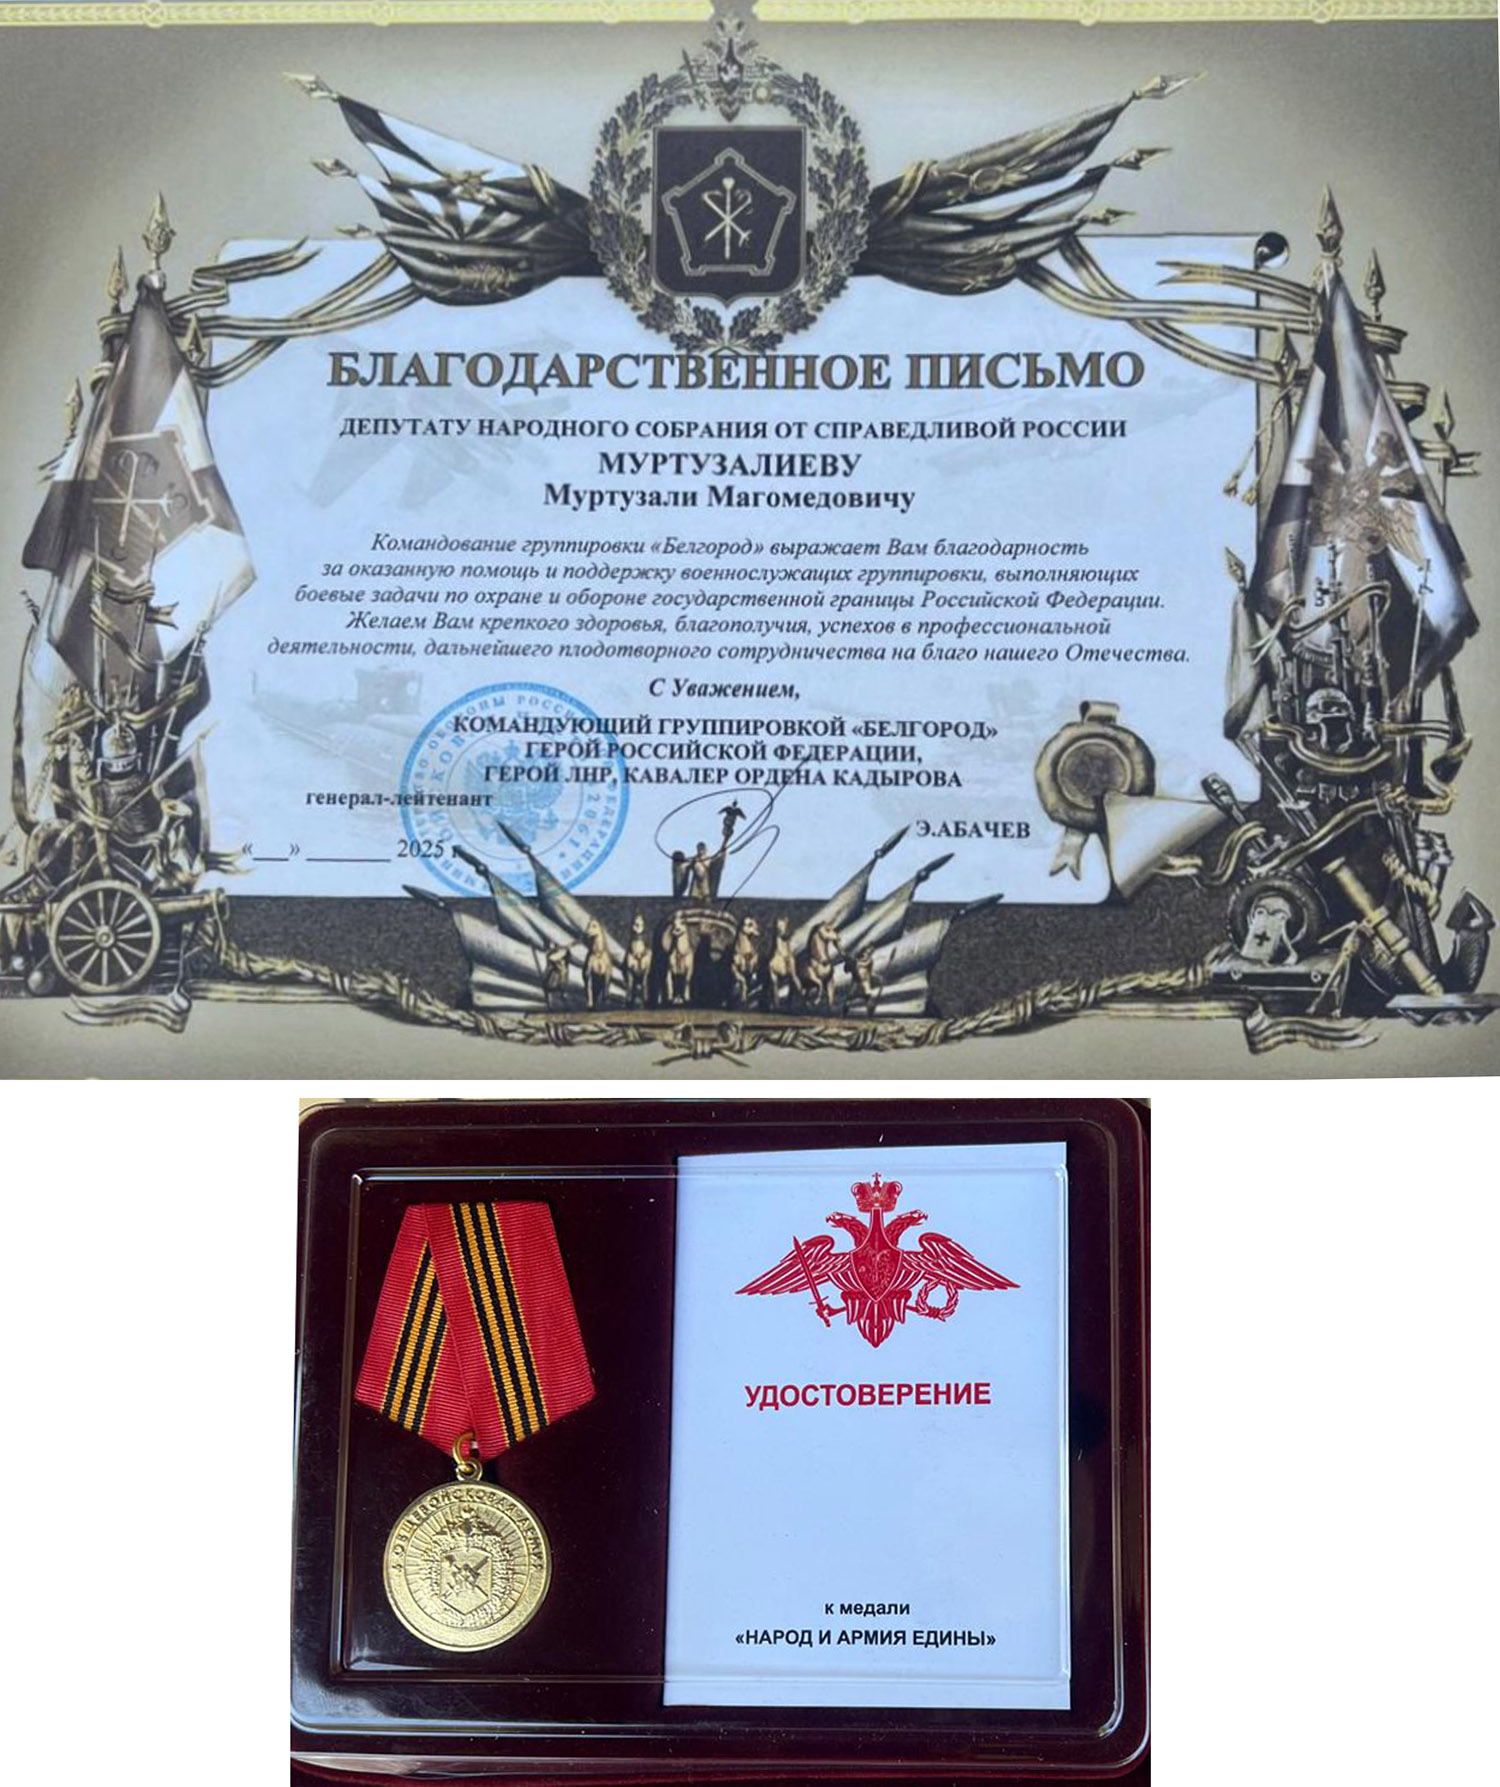 БЛАГОДАРСТВЕННОЕ ПИСЬМО
ДЕПУТАТУ НАРОДНОГО СОБРАНИЯ ОТ СПРАВЕДЛИВОЙ РОССИИ
МУРТУЗАЛИЕВУ
Муртузали Магомедовичу
Командование группировки «Белгород» выражает Вам благодарность
за оказанную помощь и поддержку военнослужащих группировки, выполняющих
боевые задачи по охране и обороне государственной границы Российской Федерации.
Желаем Вам крепкого здоровья, благополучия, успехов в профессиональной
деятельности, дальнейшего плодотворного сотрудничества на благо нашего Отечества.
С Уважением,
КОМАНДУЮЩИЙ ГРУППИРОВКОЙ «БЕЛГОРОД»
ГЕРОЙ РОССИЙСКОЙ ФЕДЕРАЦИИ,
ГЕРОЙ ЛНР, КАВАЛЕР ОРДЕНА КАДЫРОВА
генерал-лейтенант
Э.АБАЧЕВ
«__» ______ 2025 г.
ОБЩЕВОЙСКОВАЯ АРМИЯ
УДОСТОВЕРЕНИЕ
к медали
«НАРОД И АРМИЯ ЕДИНЫ»